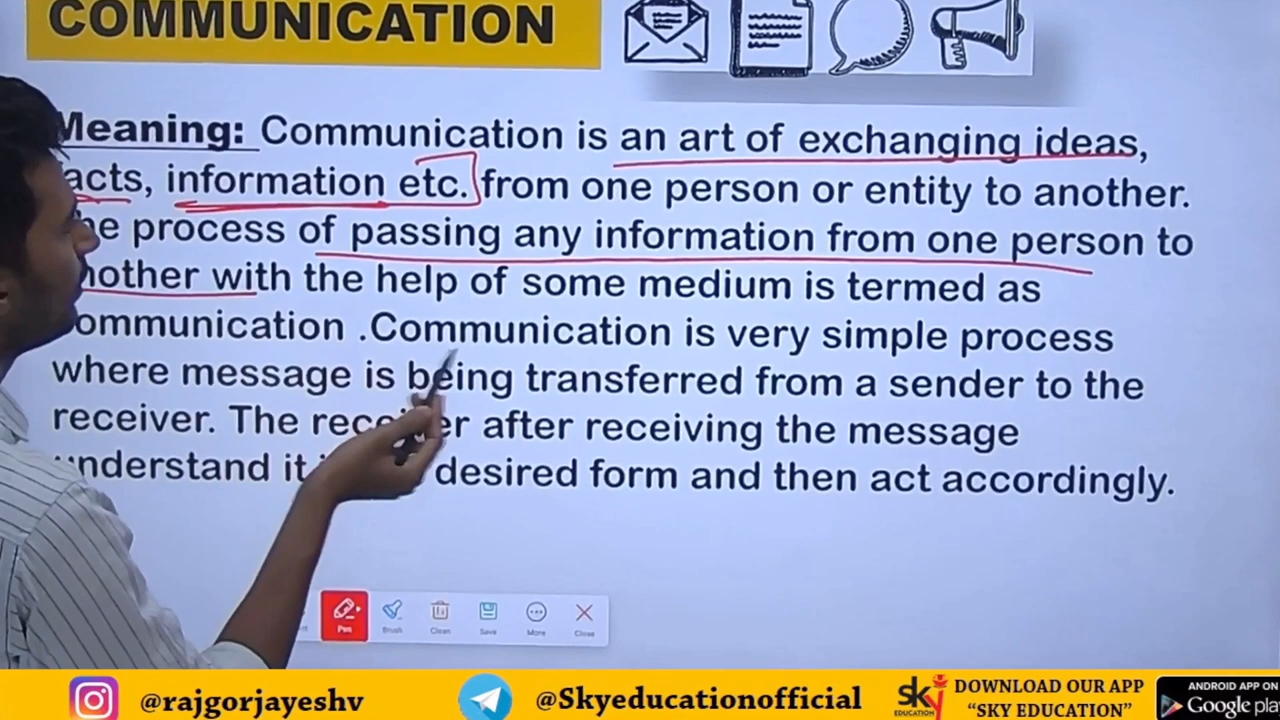 COMMUNICATION
Meaning: Communication is an art of exchanging ideas,
acts, information etc. from one person or entity to another.
he process of passing any information from one person to
nother with the help of some medium is termed as
ommunication .Communication is very simple process
where message is being transferred from a sender to the
receiver. The receiver after receiving the message
understand it desired form and then act accordingly.
Pen Brush Clean Save More Close
@rajgorjayeshv
@Skyeducationofficial
sky
EDUCATION
DOWNLOAD OUR APP
“SKY EDUCATION”
ANDROID APP ON
Google pla